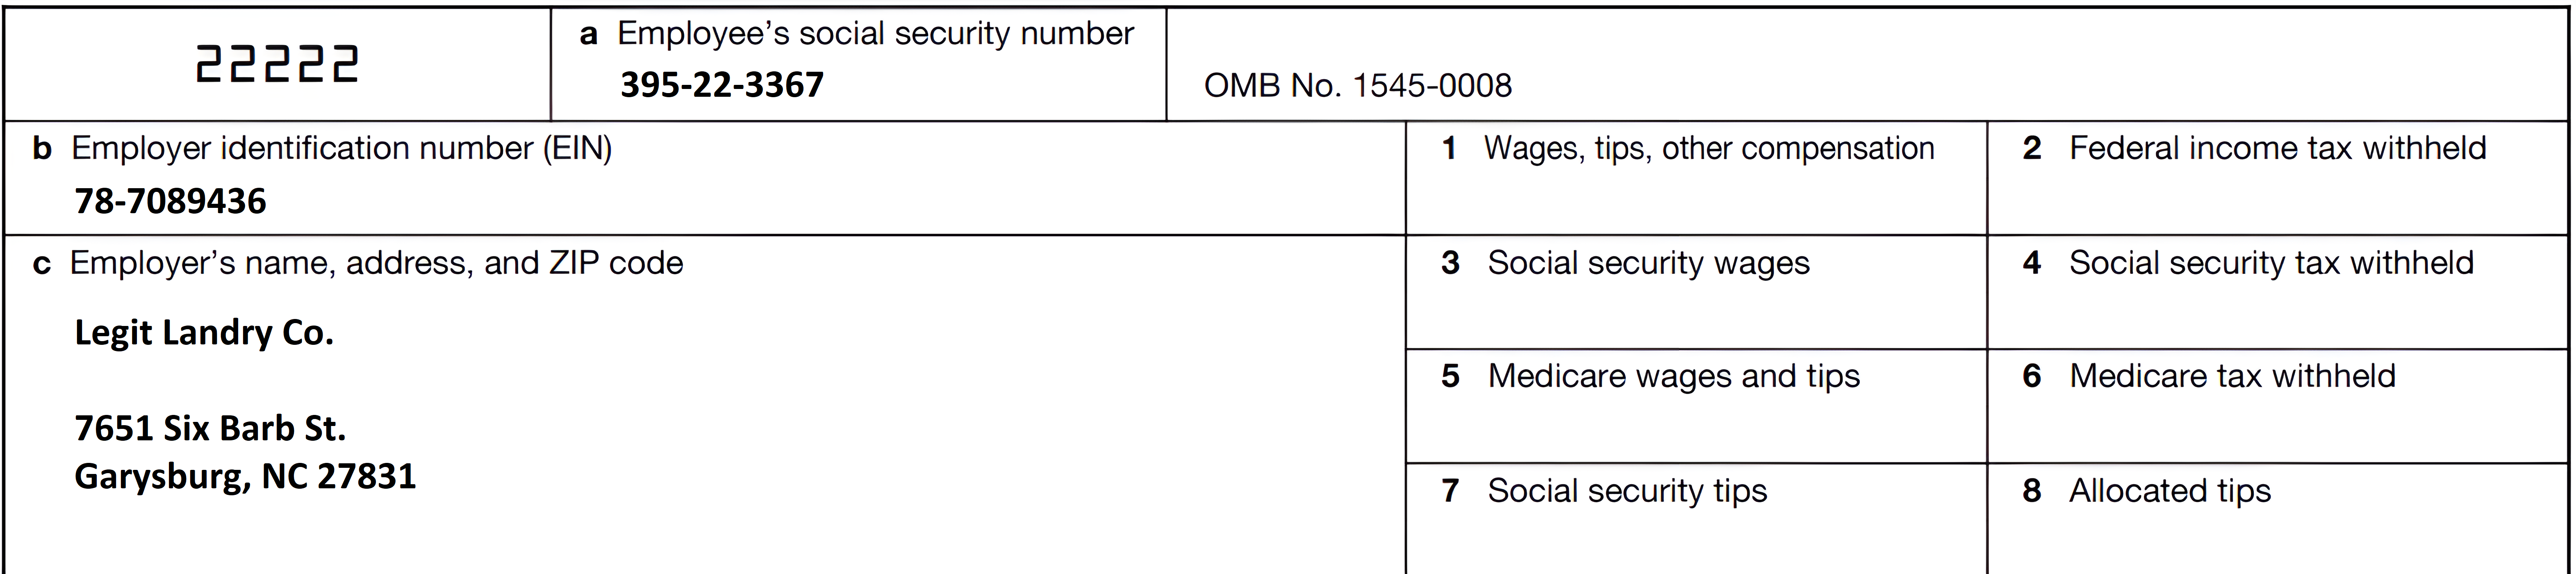 22222
a Employee’s social security number
395-22-3367
OMB No. 1545-0008
b Employer identification number (EIN)
78-7089436
1 Wages, tips, other compensation
2 Federal income tax withheld
c Employer’s name, address, and ZIP code
Legit Landry Co.
7651 Six Barb St.
Garysburg, NC 27831
3 Social security wages
4 Social security tax withheld
5 Medicare wages and tips
6 Medicare tax withheld
7 Social security tips
8 Allocated tips